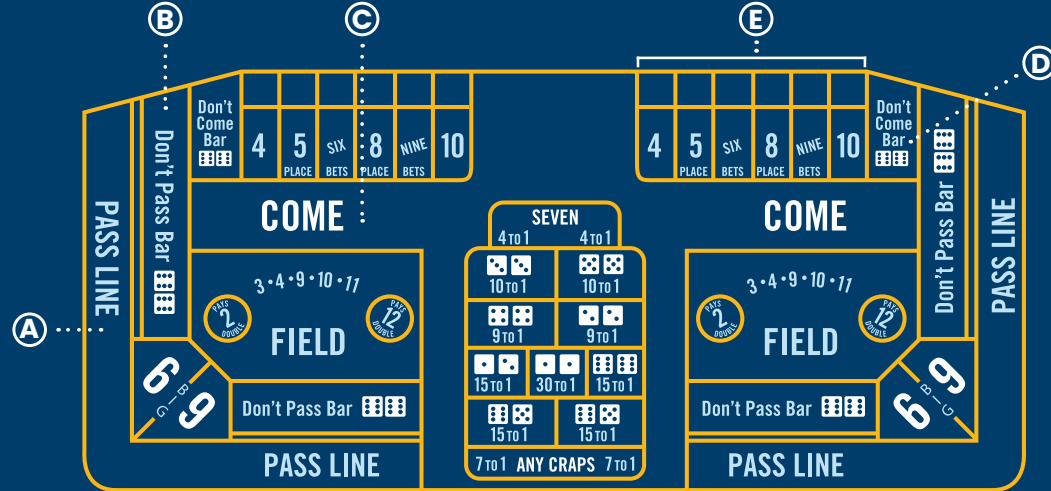 B
C
E
D
A
Don't
Come
Bar
4
5
PLACE
SIX
BETS
8
PLACE
NINE
BETS
10
Don't Pass Bar
PASS LINE
COME
3•4•9•10•11
PAYS
2
DOUBLE
PAYS
12
DOUBLE
FIELD
6
BIG
9
Don't Pass Bar
PASS LINE
SEVEN
4 TO 1 4 TO 1
10 TO 1 10 TO 1
9 TO 1 9 TO 1
15 TO 1 30 TO 1 15 TO 1
15 TO 1 15 TO 1
7 TO 1 ANY CRAPS 7 TO 1
4
5
PLACE
SIX
BETS
8
PLACE
NINE
BETS
10
Don't
Come
Bar
Don't Pass Bar
PASS LINE
COME
3•4•9•10•11
PAYS
2
DOUBLE
PAYS
12
DOUBLE
FIELD
9
BIG
6
Don't Pass Bar
PASS LINE